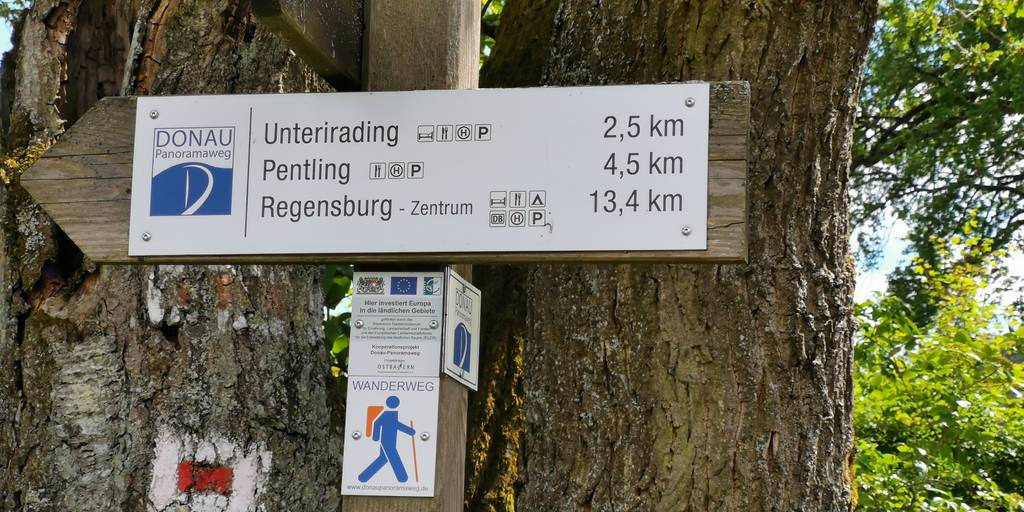 DONAU
Panoramaweg
Unterirading P 2,5 km
Pentling H P 4,5 km
Regensburg - Zentrum 13,4 km
DB H P
Hier investiert Europa
in die ländlichen Gebiete
Kooperationsprojekt
Donau-Panoramaweg
OSTBAYERN
DONAU
WANDERWEG
www.donaupanoramaweg.de